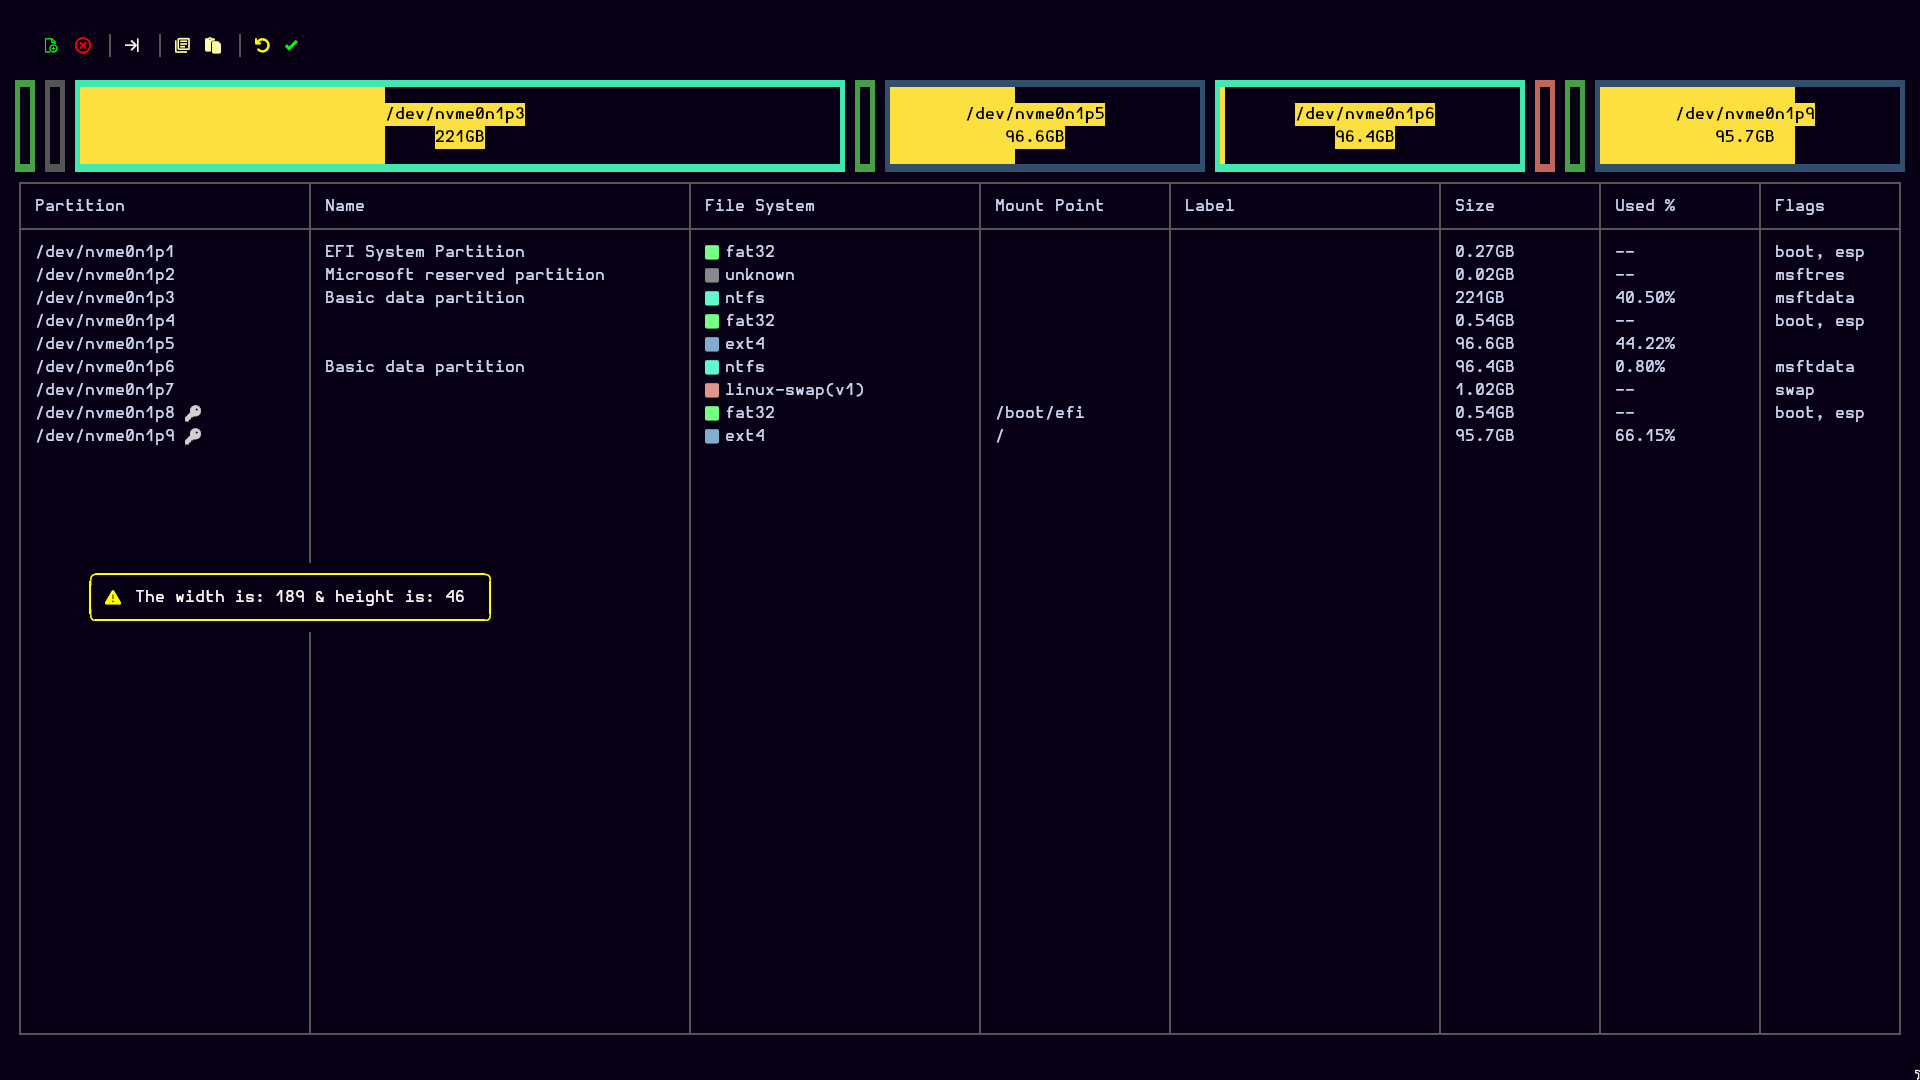 /dev/nvme0n1p3
221GB
/dev/nvme0n1p5
96.6GB
/dev/nvme0n1p6
96.4GB
/dev/nvme0n1p9
95.7GB
Partition Name File System Mount Point Label Size Used % Flags
/dev/nvme0n1p1 EFI System Partition fat32 0.27GB -- boot, esp
/dev/nvme0n1p2 Microsoft reserved partition unknown 0.02GB -- msftres
/dev/nvme0n1p3 Basic data partition ntfs 221GB 40.50% msftdata
/dev/nvme0n1p4 fat32 0.54GB -- boot, esp
/dev/nvme0n1p5 ext4 96.6GB 44.22%
/dev/nvme0n1p6 Basic data partition ntfs 96.4GB 0.80% msftdata
/dev/nvme0n1p7 linux-swap(v1) 1.02GB -- swap
/dev/nvme0n1p8 fat32 /boot/efi 0.54GB -- boot, esp
/dev/nvme0n1p9 ext4 / 95.7GB 66.15%
The width is: 189 & height is: 46